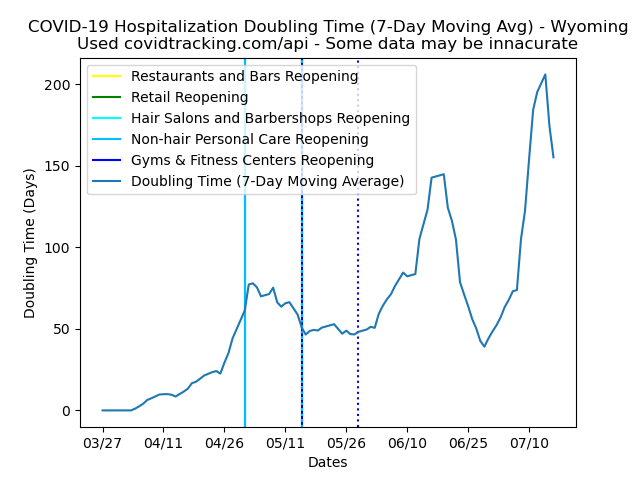 COVID-19 Hospitalization Doubling Time (7-Day Moving Avg) - Wyoming
Used covidtracking.com/api - Some data may be innacurate
Restaurants and Bars Reopening
Retail Reopening
Hair Salons and Barbershops Reopening
Non-hair Personal Care Reopening
Gyms & Fitness Centers Reopening
Doubling Time (7-Day Moving Average)
Doubling Time (Days)
200
150
100
50
0
03/27 04/11 04/26 05/11 05/26 06/10 06/25 07/10
Dates